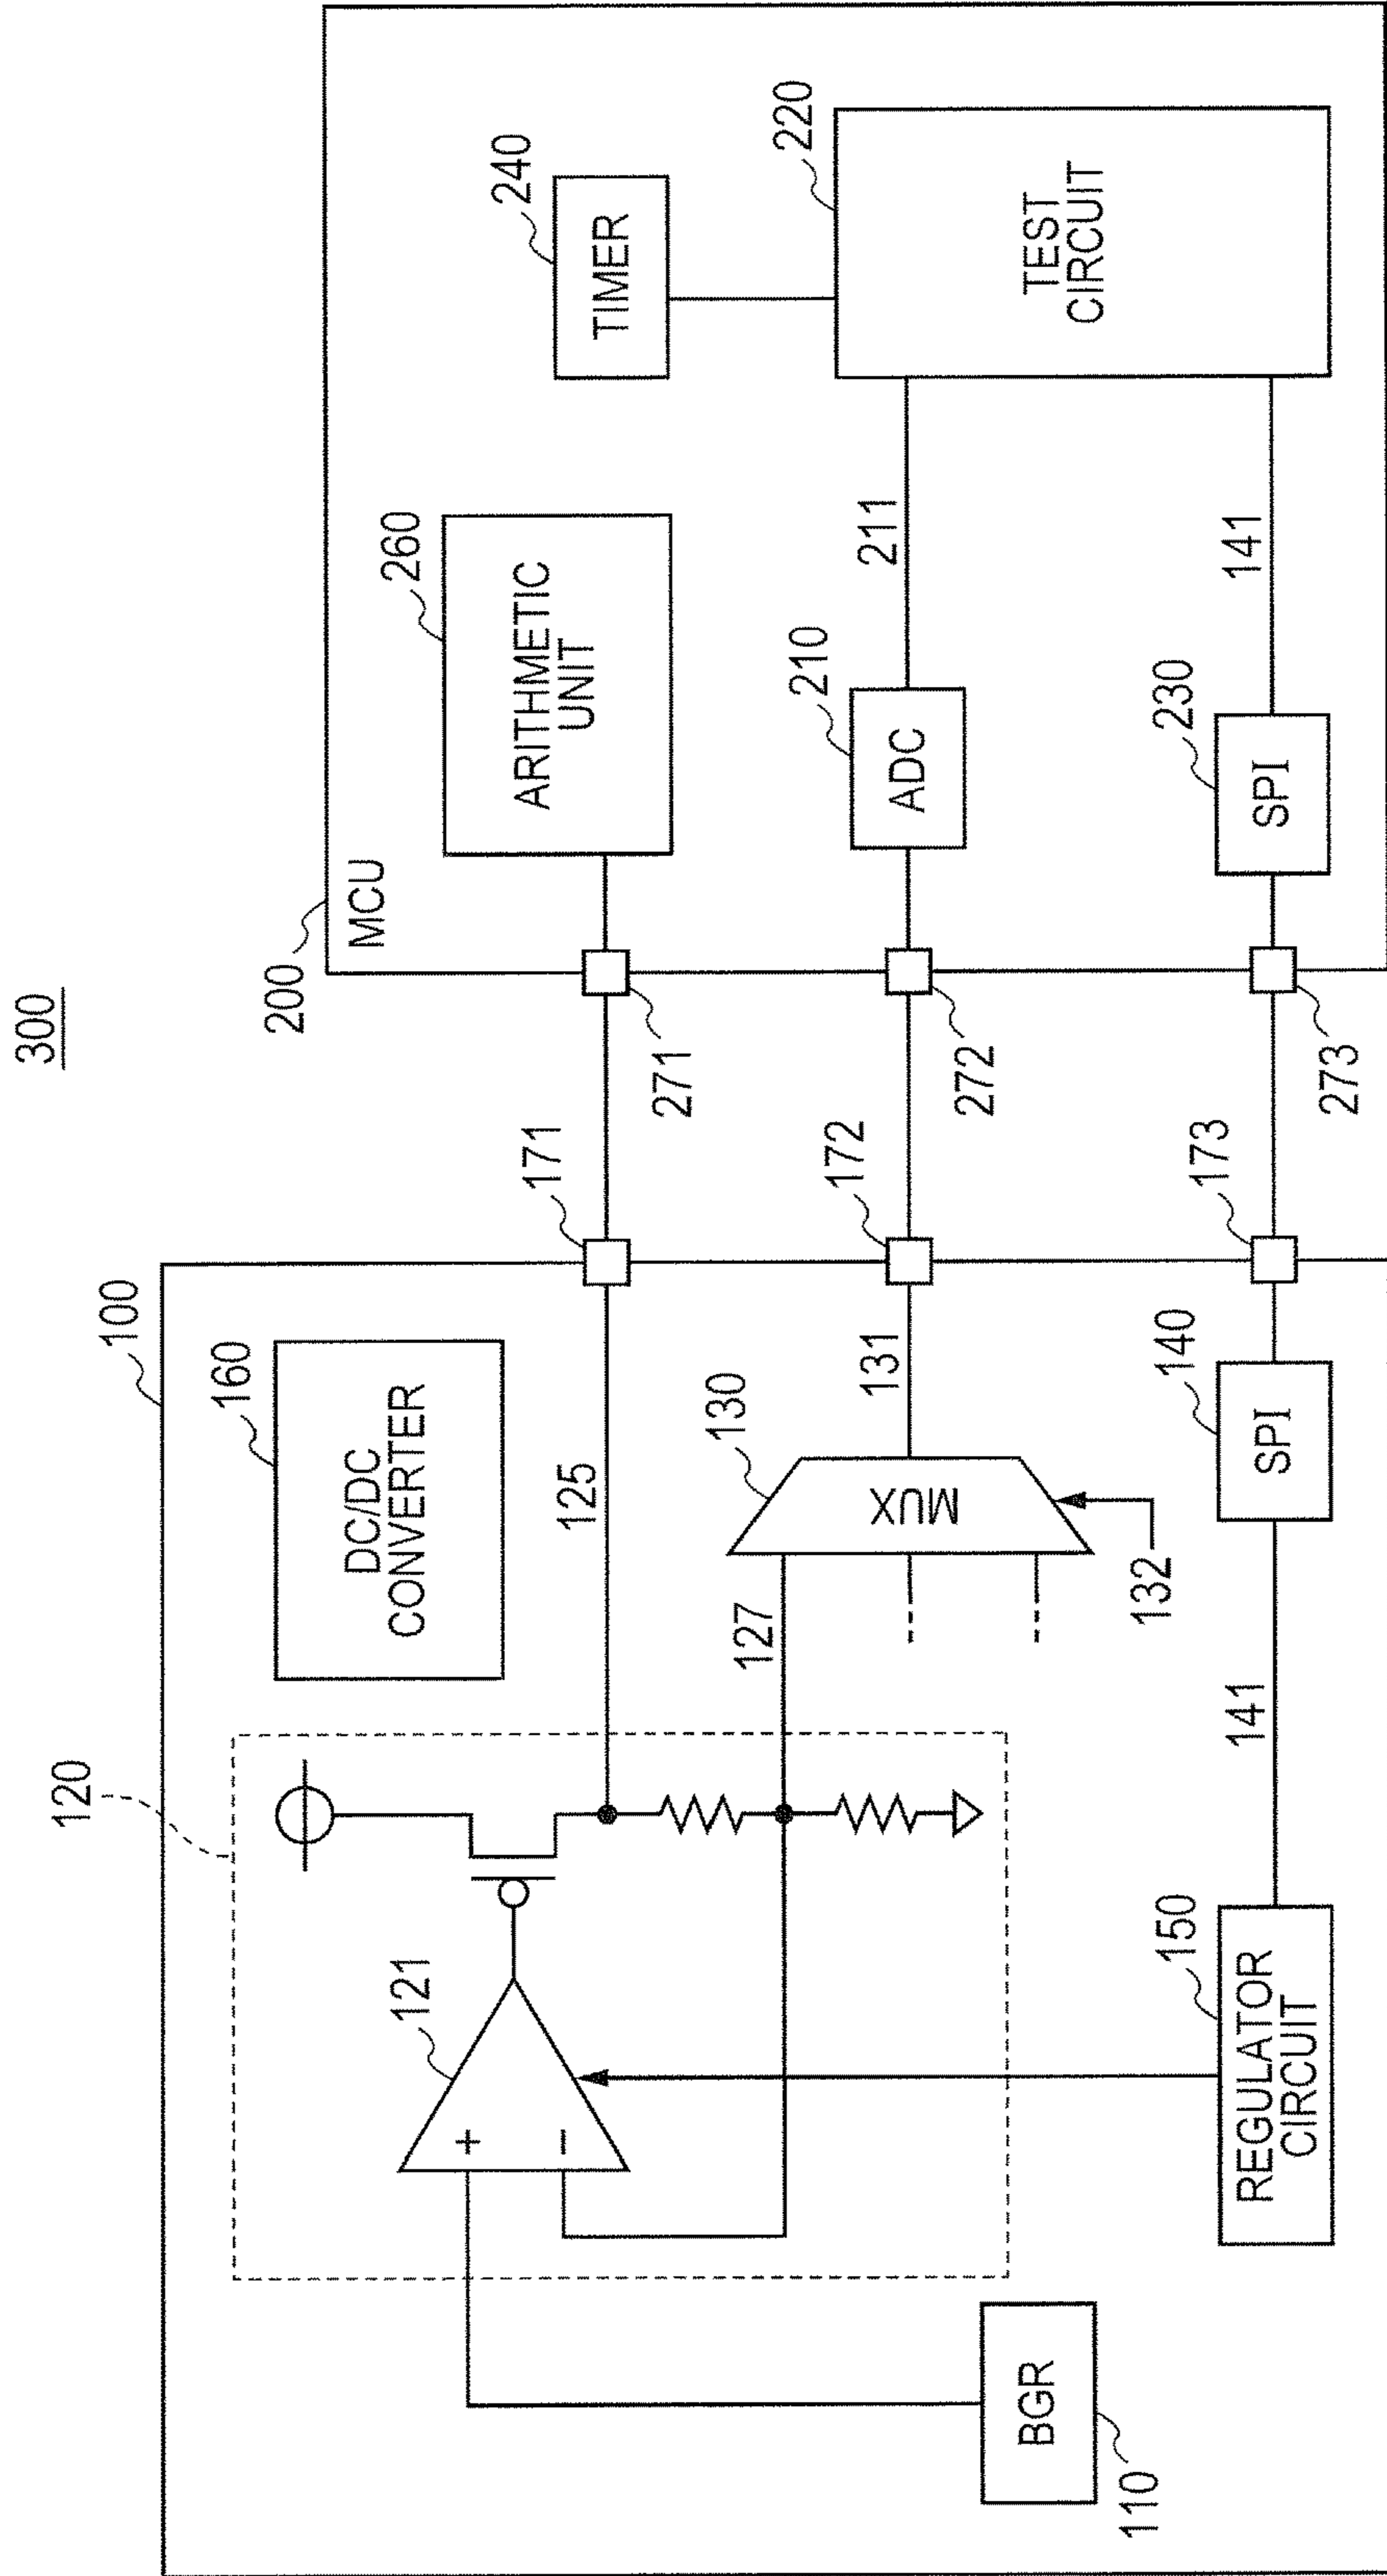 300
100
200
MCU
120
160
DC/DC
CONVERTER
260
ARITHMETIC
UNIT
240
TIMER
121
+
−
125
171
271
127
130
MUX
131
172
272
210
ADC
211
220
TEST
CIRCUIT
132
110
BGR
150
REGULATOR
CIRCUIT
141
140
SPI
173
273
230
SPI
141